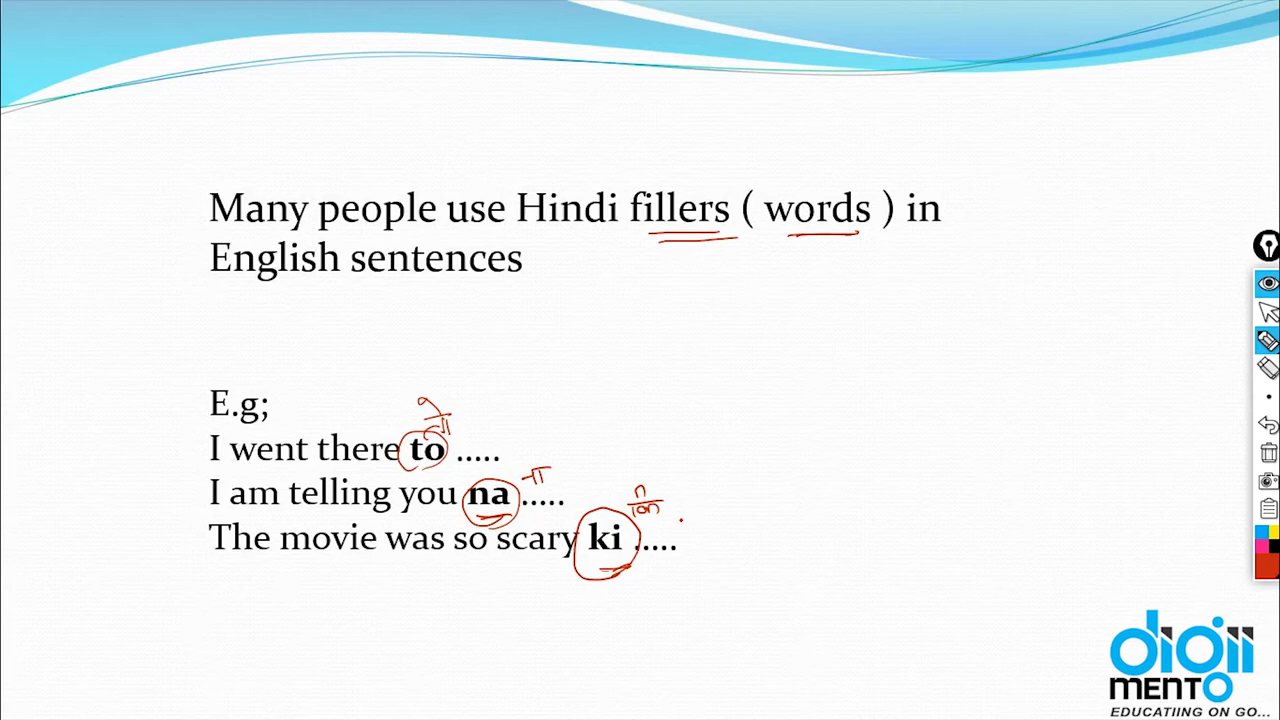 Many people use Hindi fillers ( words ) in
English sentences
E.g;
I went there to .....
तो
I am telling you na .....
ना
The movie was so scary ki .....
कि
digii
MENTO
EDUCATIING ON GO...